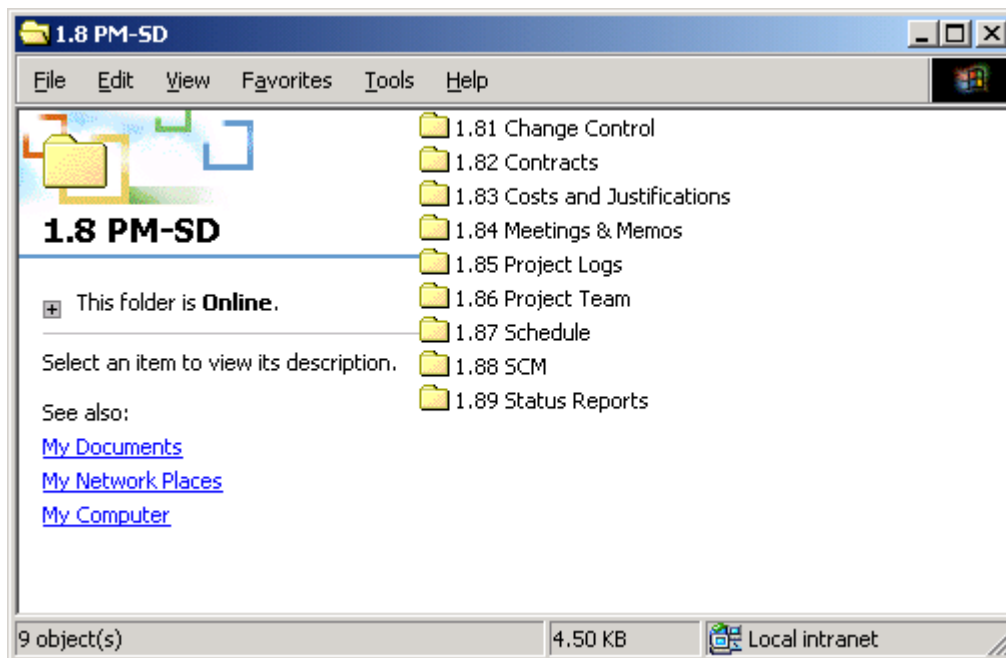 1.8 PM-SD
File Edit View Favorites Tools Help
1.8 PM-SD
This folder is Online.
Select an item to view its description.
See also:
My Documents
My Network Places
My Computer
1.81 Change Control
1.82 Contracts
1.83 Costs and Justifications
1.84 Meetings & Memos
1.85 Project Logs
1.86 Project Team
1.87 Schedule
1.88 SCM
1.89 Status Reports
9 object(s) 4.50 KB Local intranet